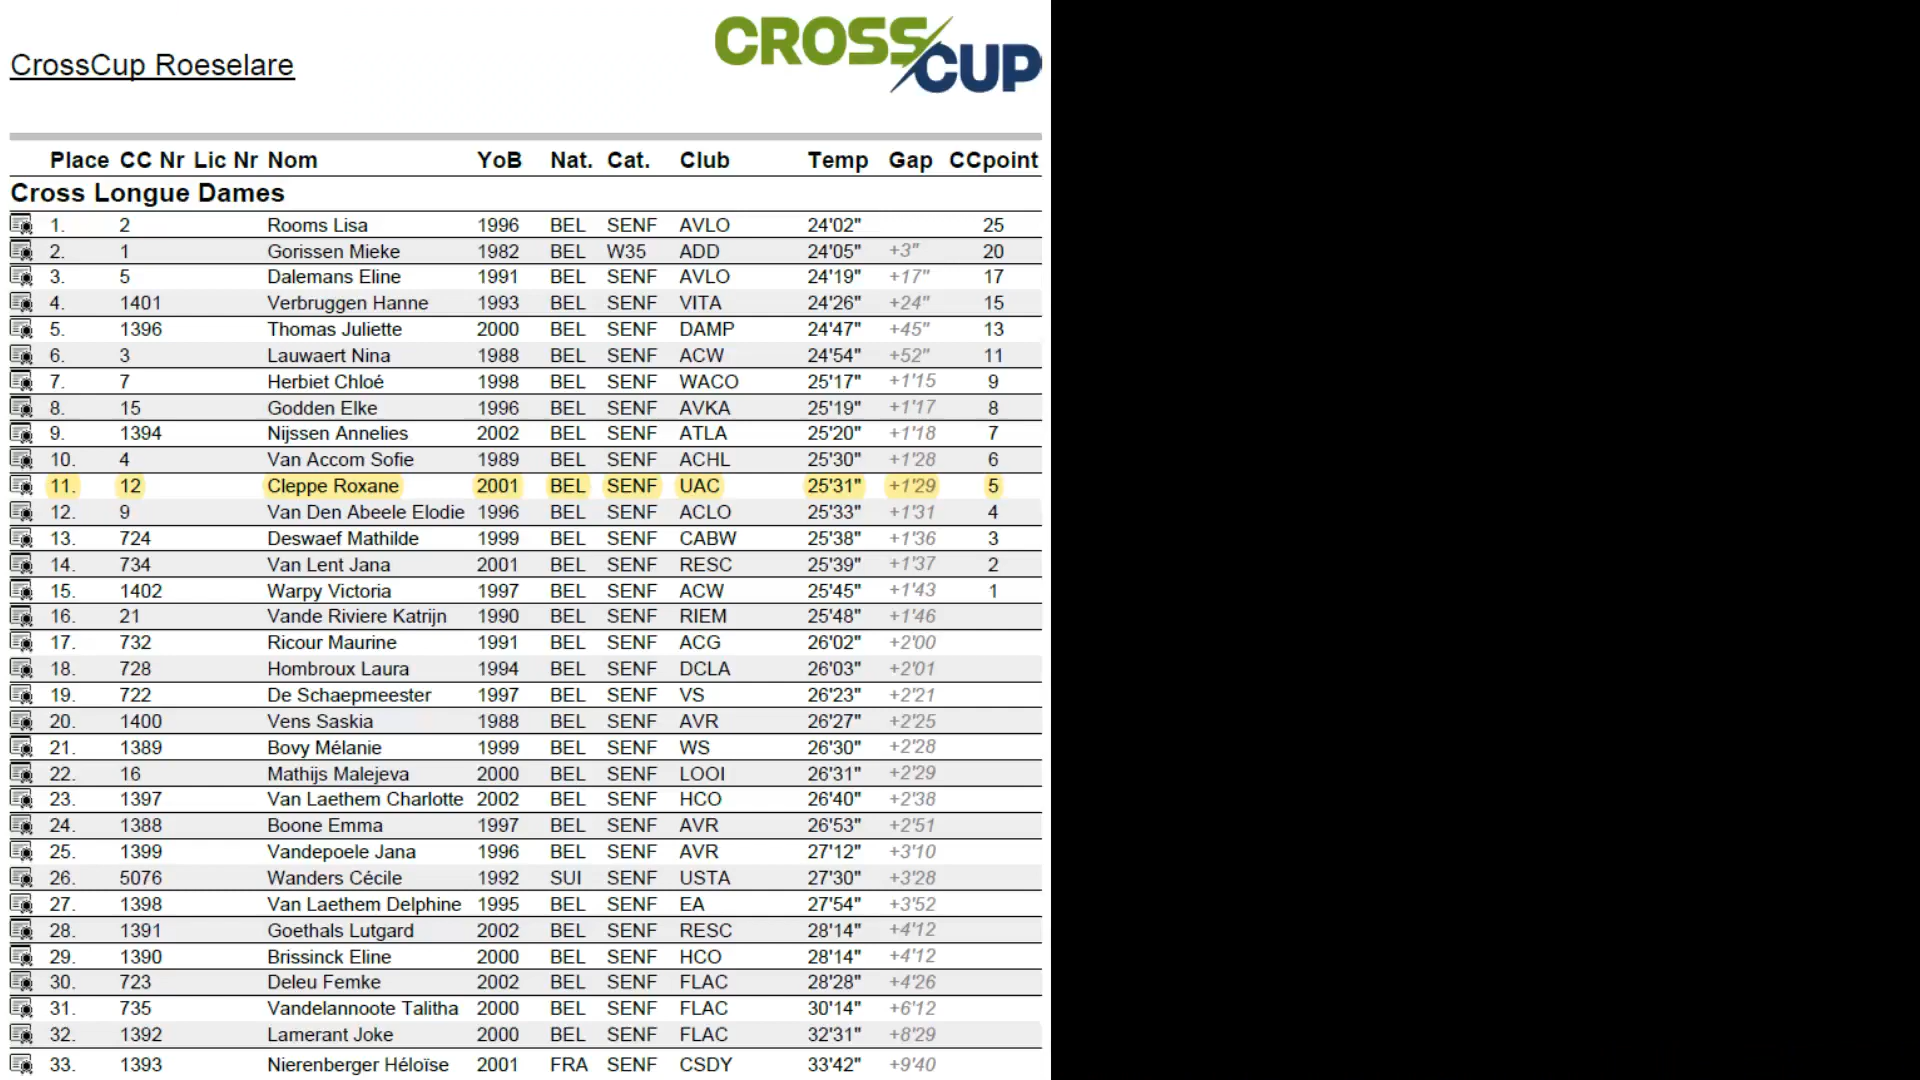 CROSS CUP
CrossCup Roeselare
Place CC Nr Lic Nr Nom YoB Nat. Cat. Club Temp Gap CCpoint
Cross Longue Dames
1. 2 Rooms Lisa 1996 BEL SENF AVLO 24'02" 25
2. 1 Gorissen Mieke 1982 BEL W35 ADD 24'05" +3" 20
3. 5 Dalemans Eline 1991 BEL SENF AVLO 24'19" +17" 17
4. 1401 Verbruggen Hanne 1993 BEL SENF VITA 24'26" +24" 15
5. 1396 Thomas Juliette 2000 BEL SENF DAMP 24'47" +45" 13
6. 3 Lauwaert Nina 1988 BEL SENF ACW 24'54" +52" 11
7. 7 Herbiet Chloé 1998 BEL SENF WACO 25'17" +1'15 9
8. 15 Godden Elke 1996 BEL SENF AVKA 25'19" +1'17 8
9. 1394 Nijssen Annelies 2002 BEL SENF ATLA 25'20" +1'18 7
10. 4 Van Accom Sofie 1989 BEL SENF ACHL 25'30" +1'28 6
11. 12 Cleppe Roxane 2001 BEL SENF UAC 25'31" +1'29 5
12. 9 Van Den Abeele Elodie 1996 BEL SENF ACLO 25'33" +1'31 4
13. 724 Deswaef Mathilde 1999 BEL SENF CABW 25'38" +1'36 3
14. 734 Van Lent Jana 2001 BEL SENF RESC 25'39" +1'37 2
15. 1402 Warpy Victoria 1997 BEL SENF ACW 25'45" +1'43 1
16. 21 Vande Riviere Katrijn 1990 BEL SENF RIEM 25'48" +1'46
17. 732 Ricour Maurine 1991 BEL SENF ACG 26'02" +2'00
18. 728 Hombroux Laura 1994 BEL SENF DCLA 26'03" +2'01
19. 722 De Schaepmeester 1997 BEL SENF VS 26'23" +2'21
20. 1400 Vens Saskia 1988 BEL SENF AVR 26'27" +2'25
21. 1389 Bovy Mélanie 1999 BEL SENF WS 26'30" +2'28
22. 16 Mathijs Malejeva 2000 BEL SENF LOOI 26'31" +2'29
23. 1397 Van Laethem Charlotte 2002 BEL SENF HCO 26'40" +2'38
24. 1388 Boone Emma 1997 BEL SENF AVR 26'53" +2'51
25. 1399 Vandepoele Jana 1996 BEL SENF AVR 27'12" +3'10
26. 5076 Wanders Cécile 1992 SUI SENF USTA 27'30" +3'28
27. 1398 Van Laethem Delphine 1995 BEL SENF EA 27'54" +3'52
28. 1391 Goethals Lutgard 2002 BEL SENF RESC 28'14" +4'12
29. 1390 Brissinck Eline 2000 BEL SENF HCO 28'14" +4'12
30. 723 Deleu Femke 2002 BEL SENF FLAC 28'28" +4'26
31. 735 Vandelannoote Talitha 2000 BEL SENF FLAC 30'14" +6'12
32. 1392 Lamerant Joke 2000 BEL SENF FLAC 32'31" +8'29
33. 1393 Nierenberger Héloïse 2001 FRA SENF CSDY 33'42" +9'40